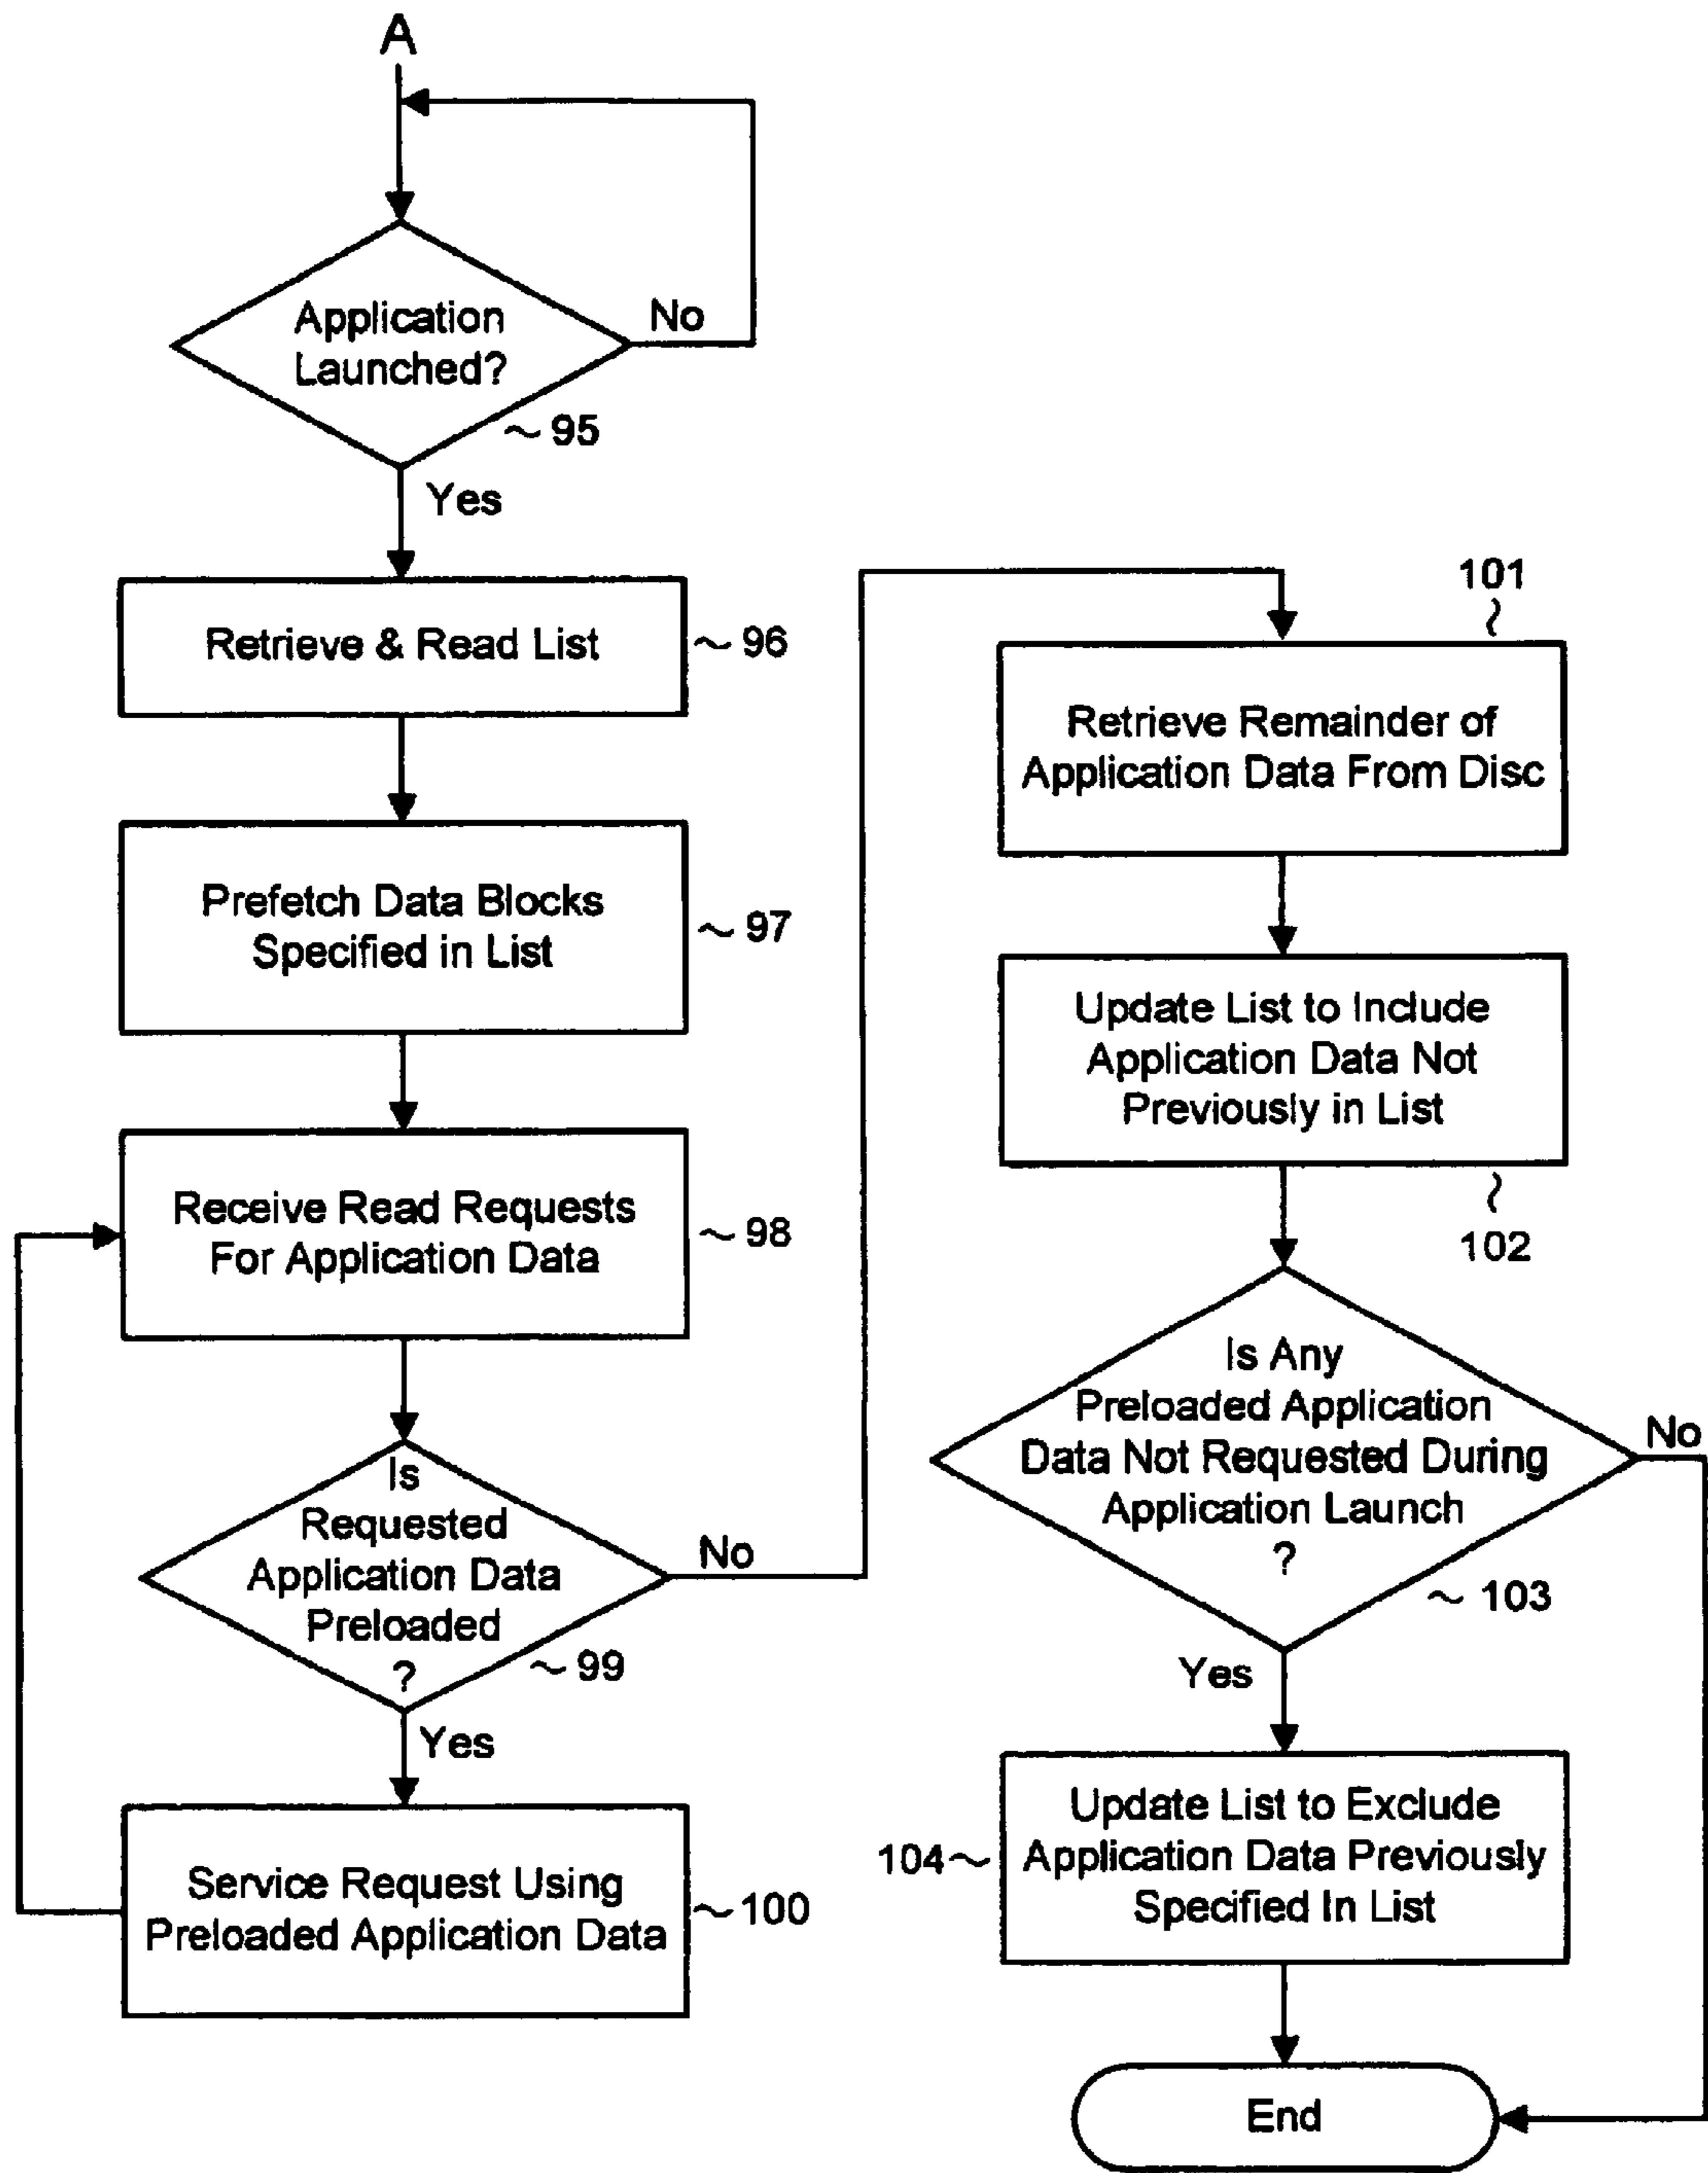 A
Application
Launched?
No
~ 95
Yes
Retrieve & Read List
~ 96
Prefetch Data Blocks
Specified in List
~ 97
Receive Read Requests
For Application Data
~ 98
Is
Requested
Application Data
Preloaded
?
No
~ 99
Yes
Service Request Using
Preloaded Application Data
~ 100
101
~
Retrieve Remainder of
Application Data From Disc
Update List to Include
Application Data Not
Previously in List
~
102
Is Any
Preloaded Application
Data Not Requested During
Application Launch
?
No
~ 103
Yes
104 ~
Update List to Exclude
Application Data Previously
Specified In List
End